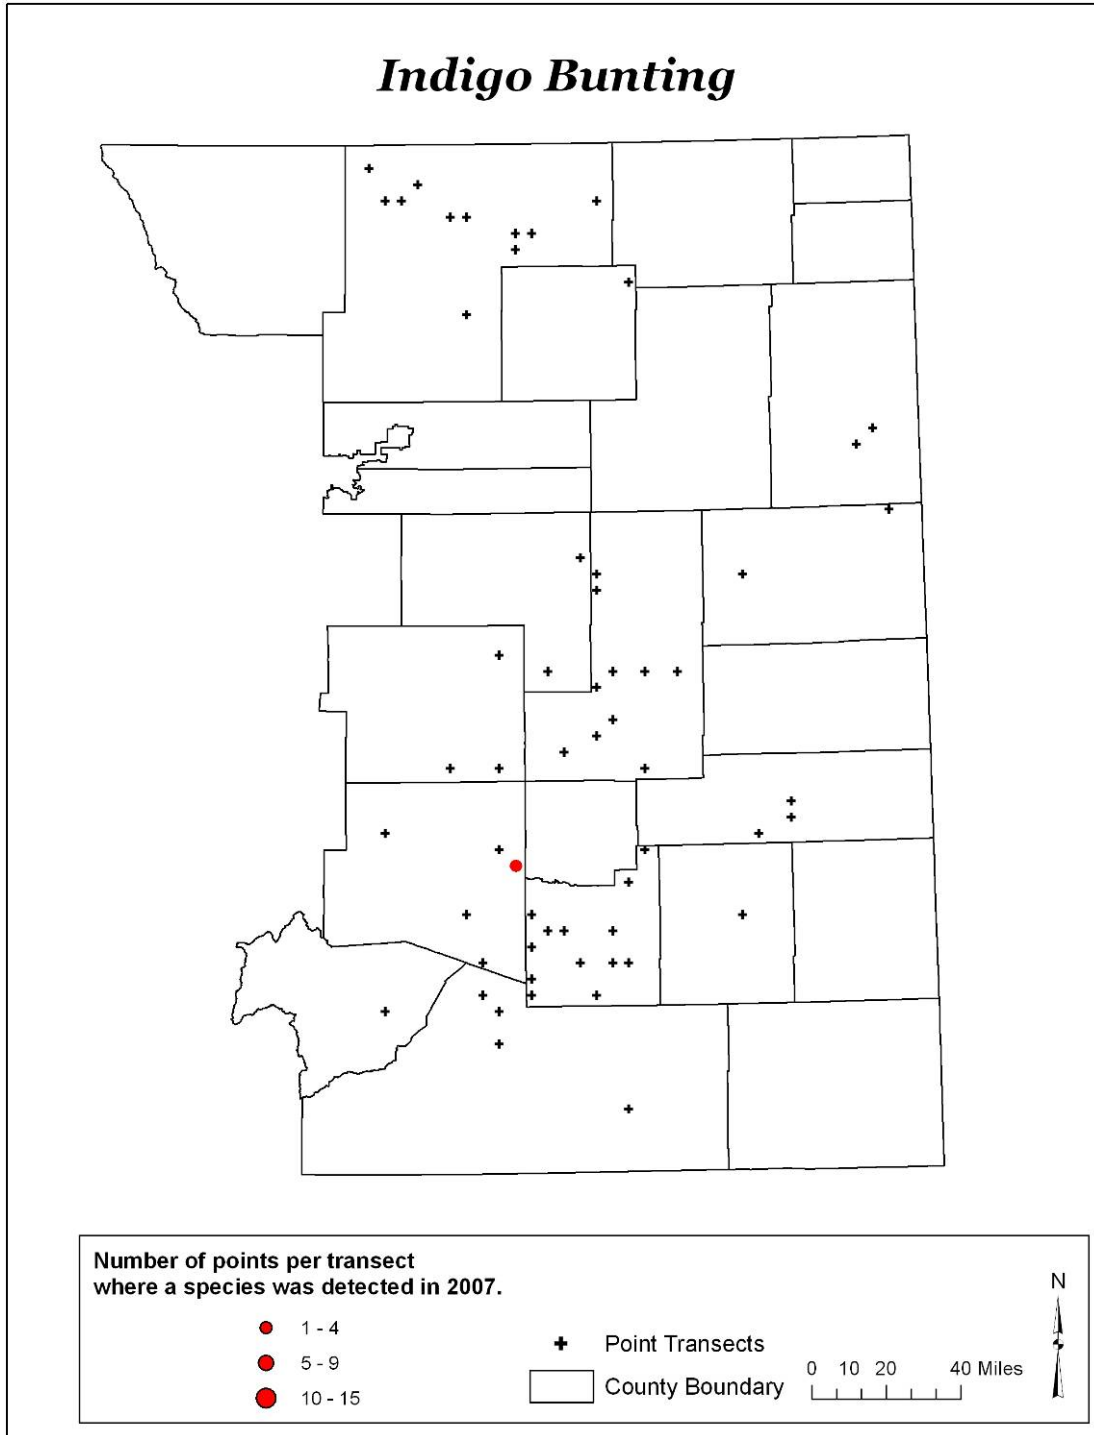 Indigo Bunting
Number of points per transect
where a species was detected in 2007.
1 - 4
5 - 9
10 - 15
Point Transects
County Boundary
N
0 10 20 40 Miles